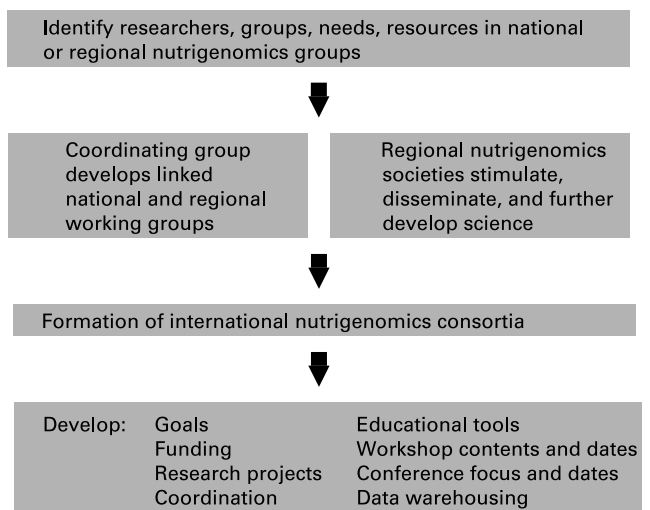 Identify researchers, groups, needs, resources in national
or regional nutrigenomics groups
Coordinating group
develops linked
national and regional
working groups
Regional nutrigenomics
societies stimulate,
disseminate, and further
develop science
Formation of international nutrigenomics consortia
Develop: Goals Educational tools
Funding Workshop contents and dates
Research projects Conference focus and dates
Coordination Data warehousing